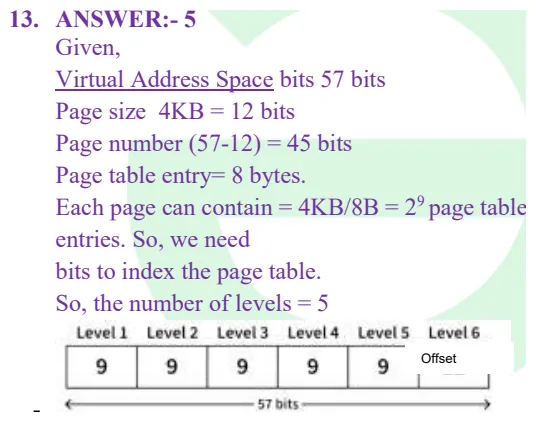 13. ANSWER:- 5
Given,
Virtual Address Space bits 57 bits
Page size 4KB = 12 bits
Page number (57-12) = 45 bits
Page table entry= 8 bytes.
Each page can contain = 4KB/8B = 2⁹ page table
entries. So, we need
bits to index the page table.
So, the number of levels = 5
Level 1 Level 2 Level 3 Level 4 Level 5 Level 6
9 9 9 9 9 Offset
- 57 bits